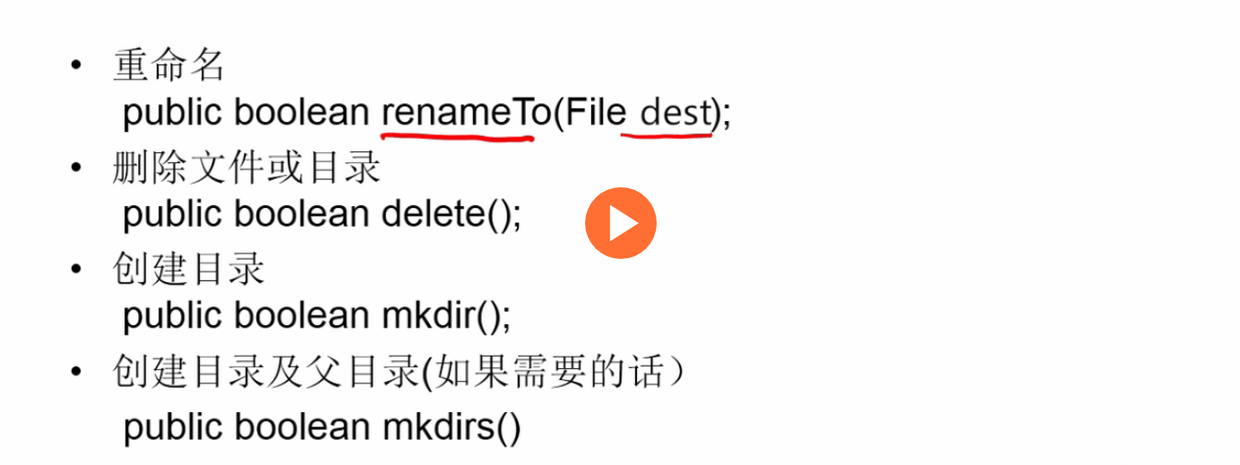 • 重命名
public boolean renameTo(File dest);
• 删除文件或目录
public boolean delete();
• 创建目录
public boolean mkdir();
• 创建目录及父目录(如果需要的话）
public boolean mkdirs()